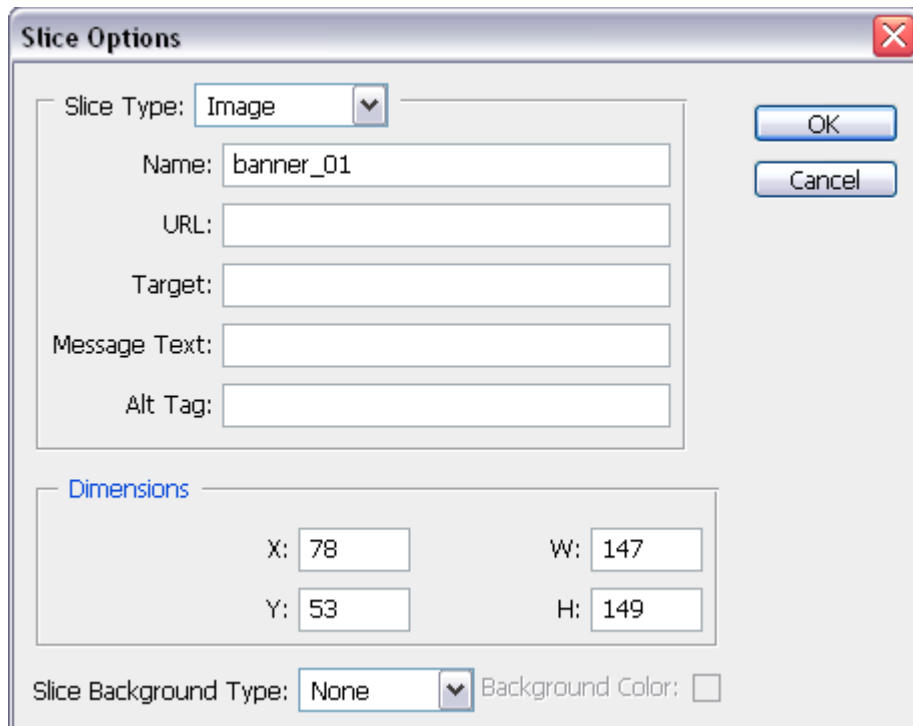 Slice Options
Slice Type: Image
OK
Name: banner_01
Cancel
URL:
Target:
Message Text:
Alt Tag:
Dimensions
X: 78 W: 147
Y: 53 H: 149
Slice Background Type: None Background Color: